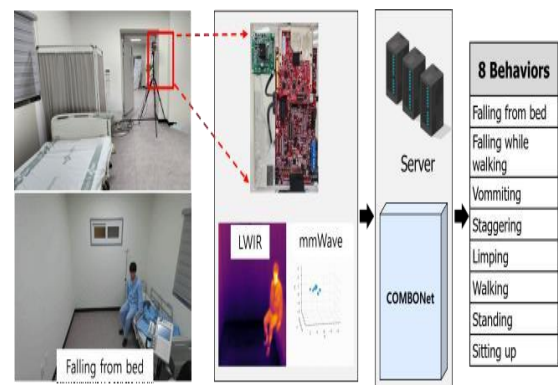 Falling from bed
LWIR
mmWave
Server
COMBONet
8 Behaviors
Falling from bed
Falling while
walking
Vommiting
Staggering
Limping
Walking
Standing
Sitting up